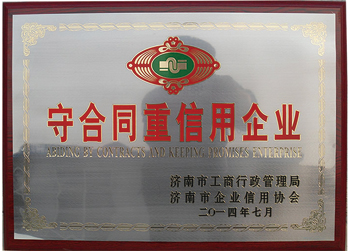 守合同重信用企业
ABIDING BY CONTRACTS AND KEEPING PROMISES ENTERPRISE
济南市工商行政管理局
济南市企业信用协会
二○一四年七月